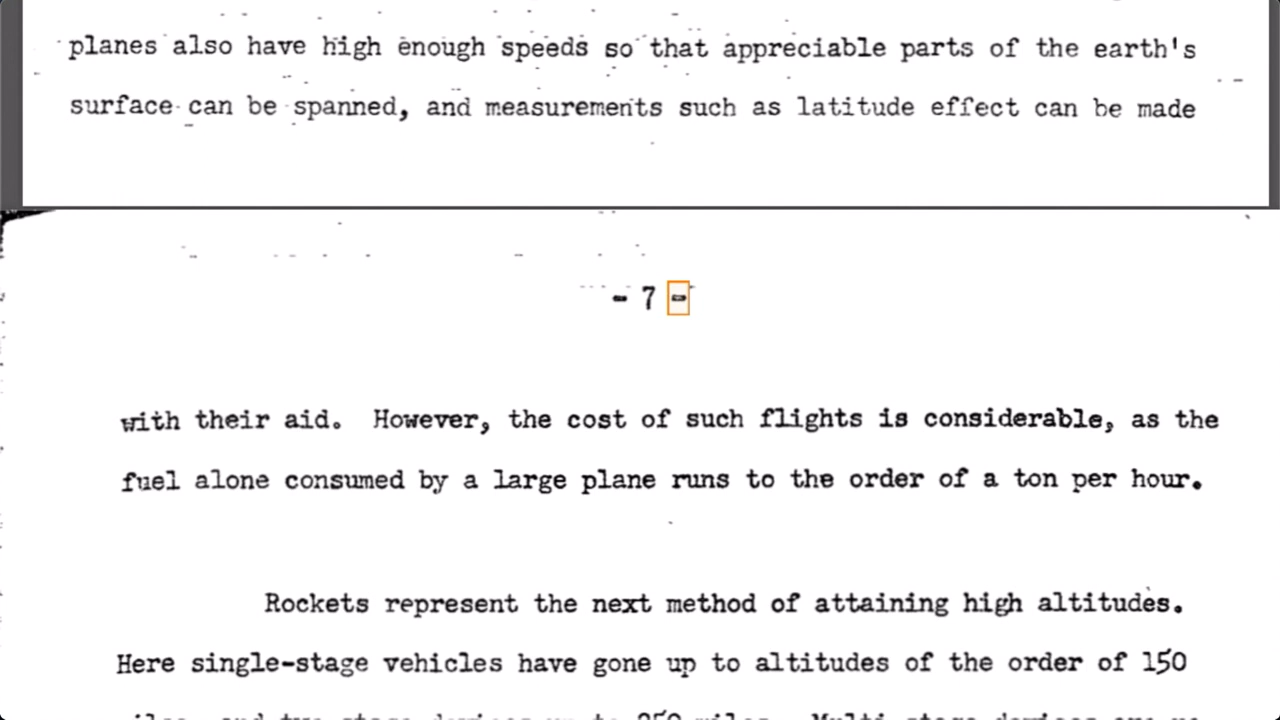 planes also have high enough speeds so that appreciable parts of the earth's
surface can be spanned, and measurements such as latitude effect can be made
- 7 -
with their aid. However, the cost of such flights is considerable, as the
fuel alone consumed by a large plane runs to the order of a ton per hour.
Rockets represent the next method of attaining high altitudes.
Here single-stage vehicles have gone up to altitudes of the order of 150